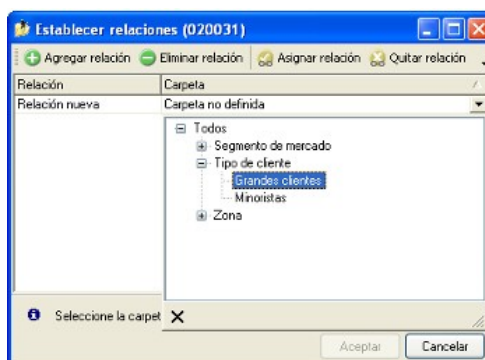 Establecer relaciones (020031)
Agregar relación Eliminar relación Asignar relación Quitar relación
Relación Carpeta
Relación nueva Carpeta no definida
Todos
Segmento de mercado
Tipo de cliente
Grandes clientes
Minoristas
Zona
Seleccione la carpet
Aceptar Cancelar